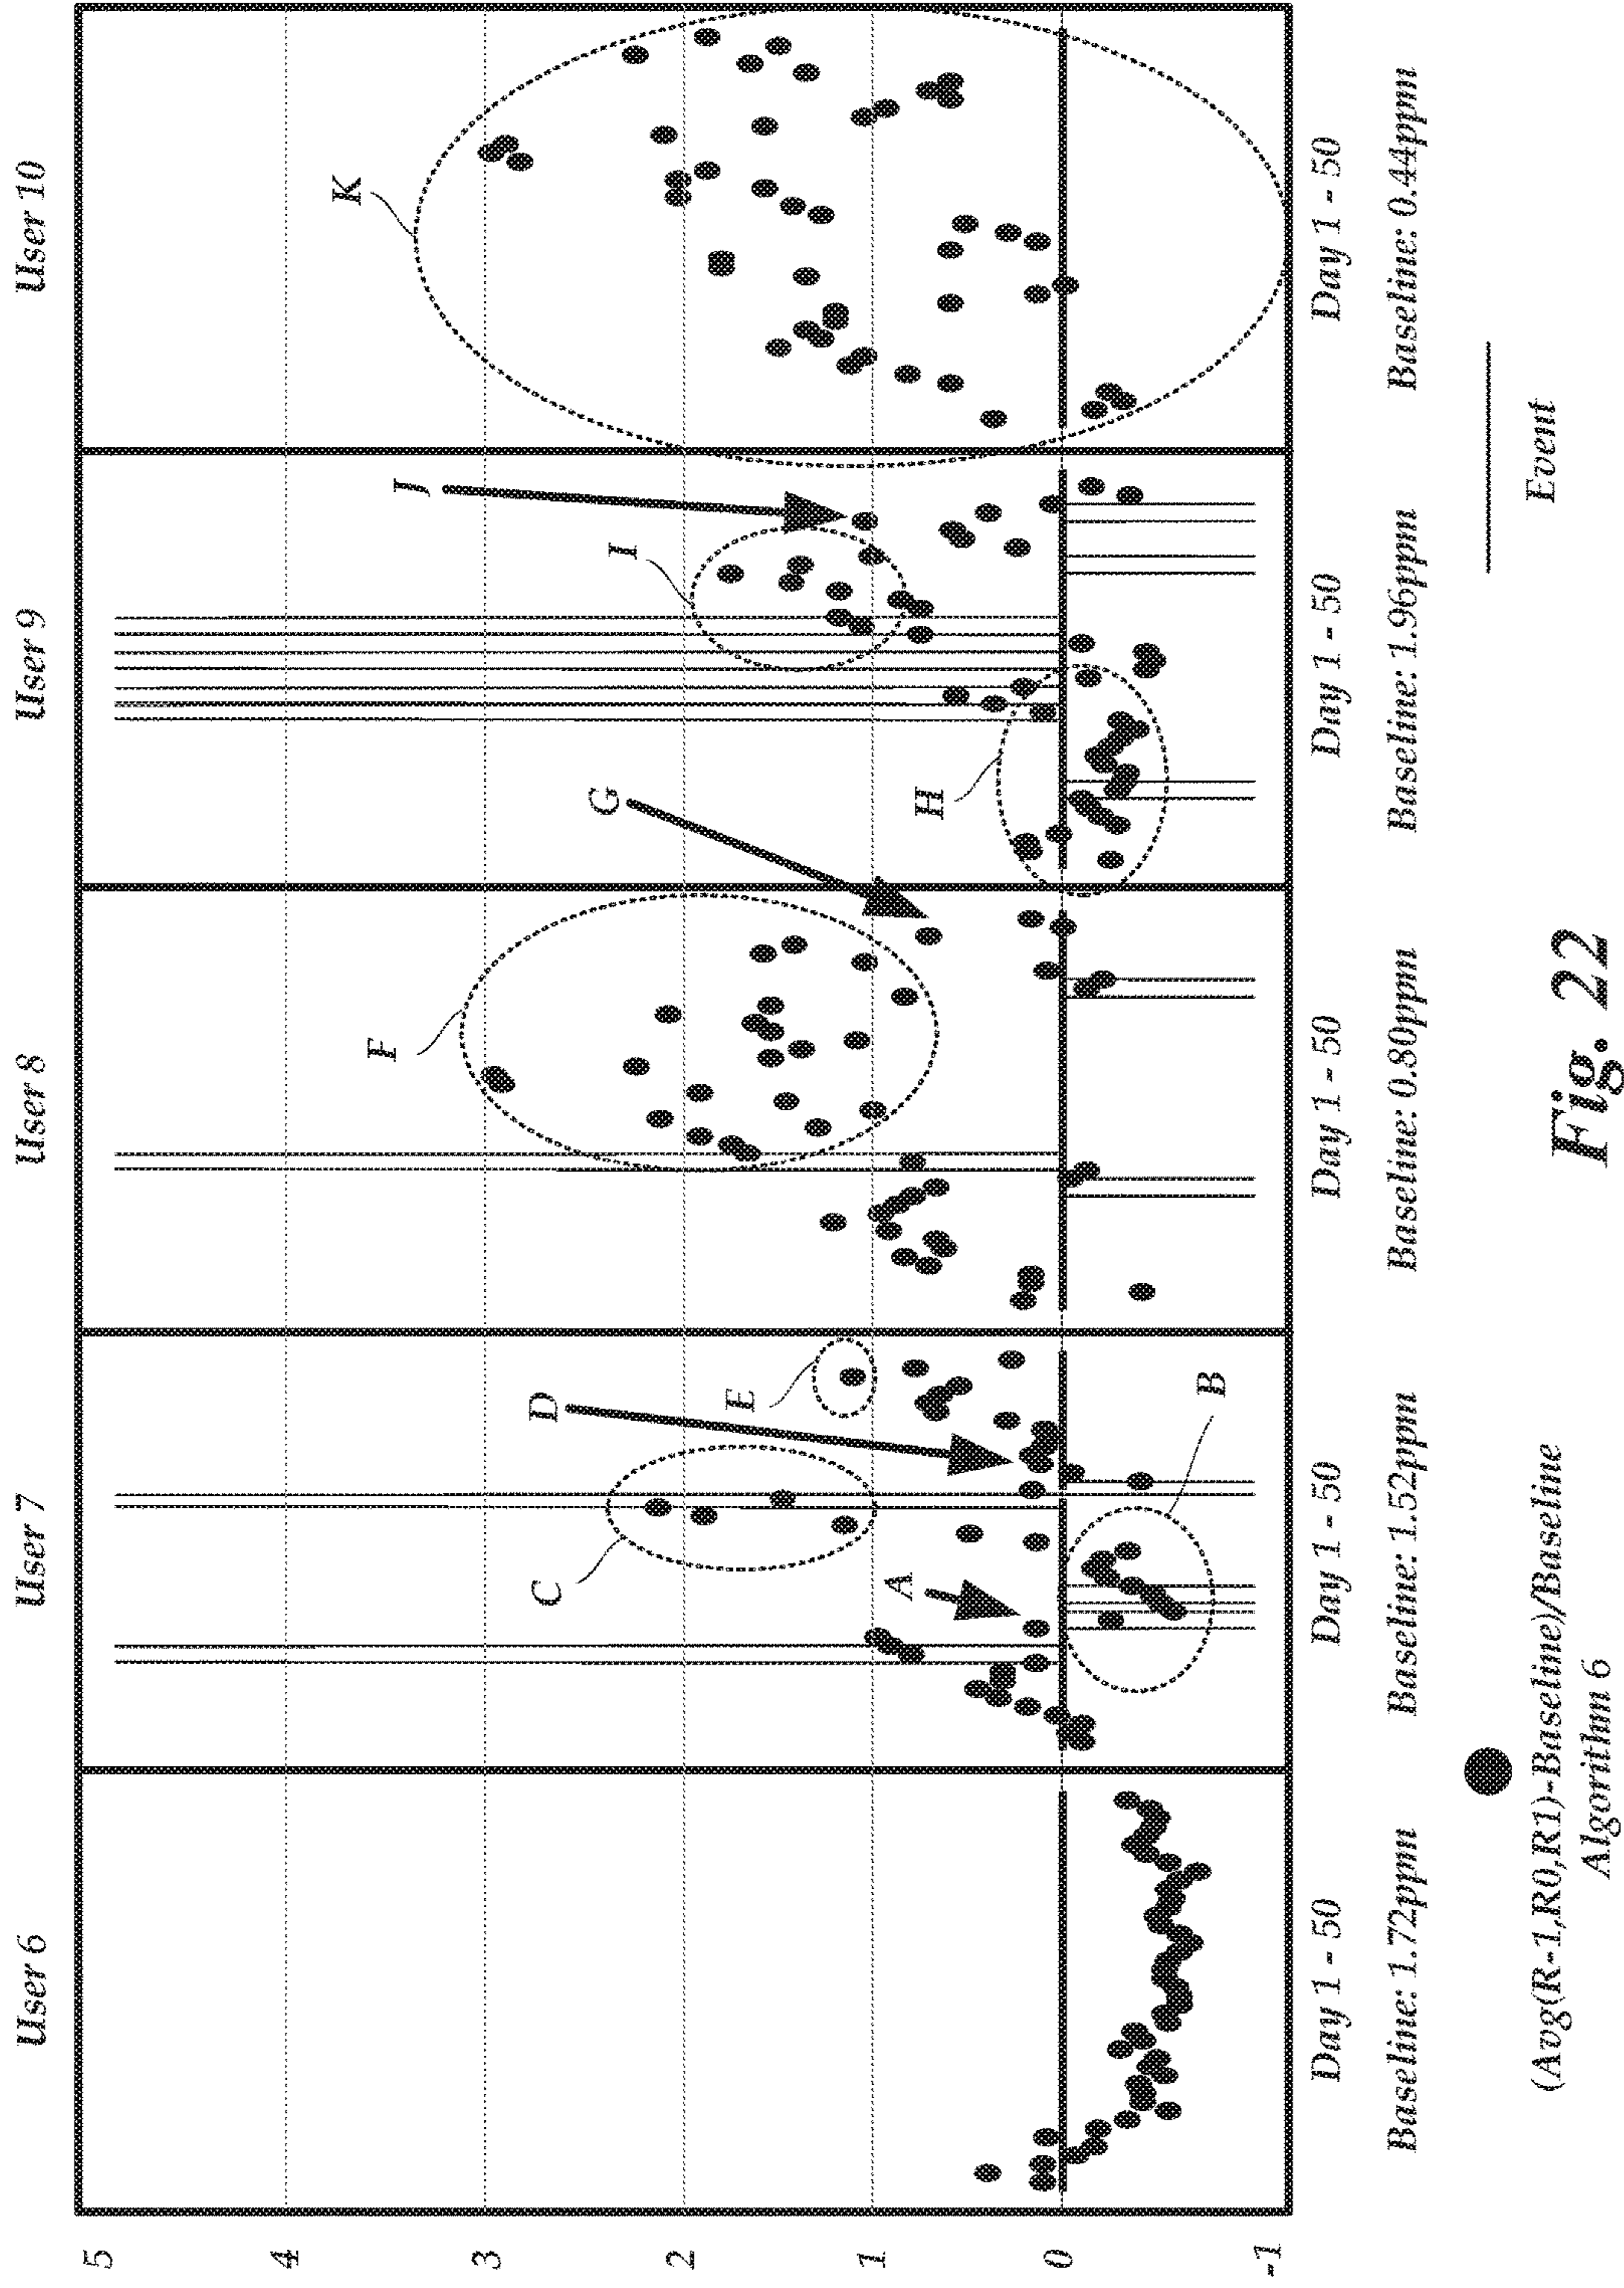 User 6 User 7 User 8 User 9 User 10
5
4
3
2
1
0
-1
A
B
C
D
E
F
G
H
I
J
K
Day 1 - 50 Day 1 - 50 Day 1 - 50 Day 1 - 50 Day 1 - 50
Baseline: 1.72ppm Baseline: 1.52ppm Baseline: 0.80ppm Baseline: 1.96ppm Baseline: 0.44ppm
(Avg(R-1,R0,R1)-Baseline)/Baseline
Algorithm 6
Event
Fig. 22